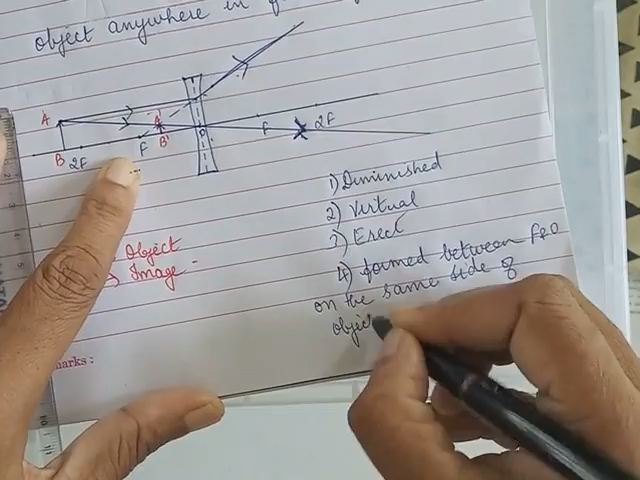 object anywhere in
A
A'
B
2F
F
B'
O
F
2F
1) Diminished
2) Virtual
3) Erect
4) formed between F&O
on the same side of
object
Object
Image -
marks: